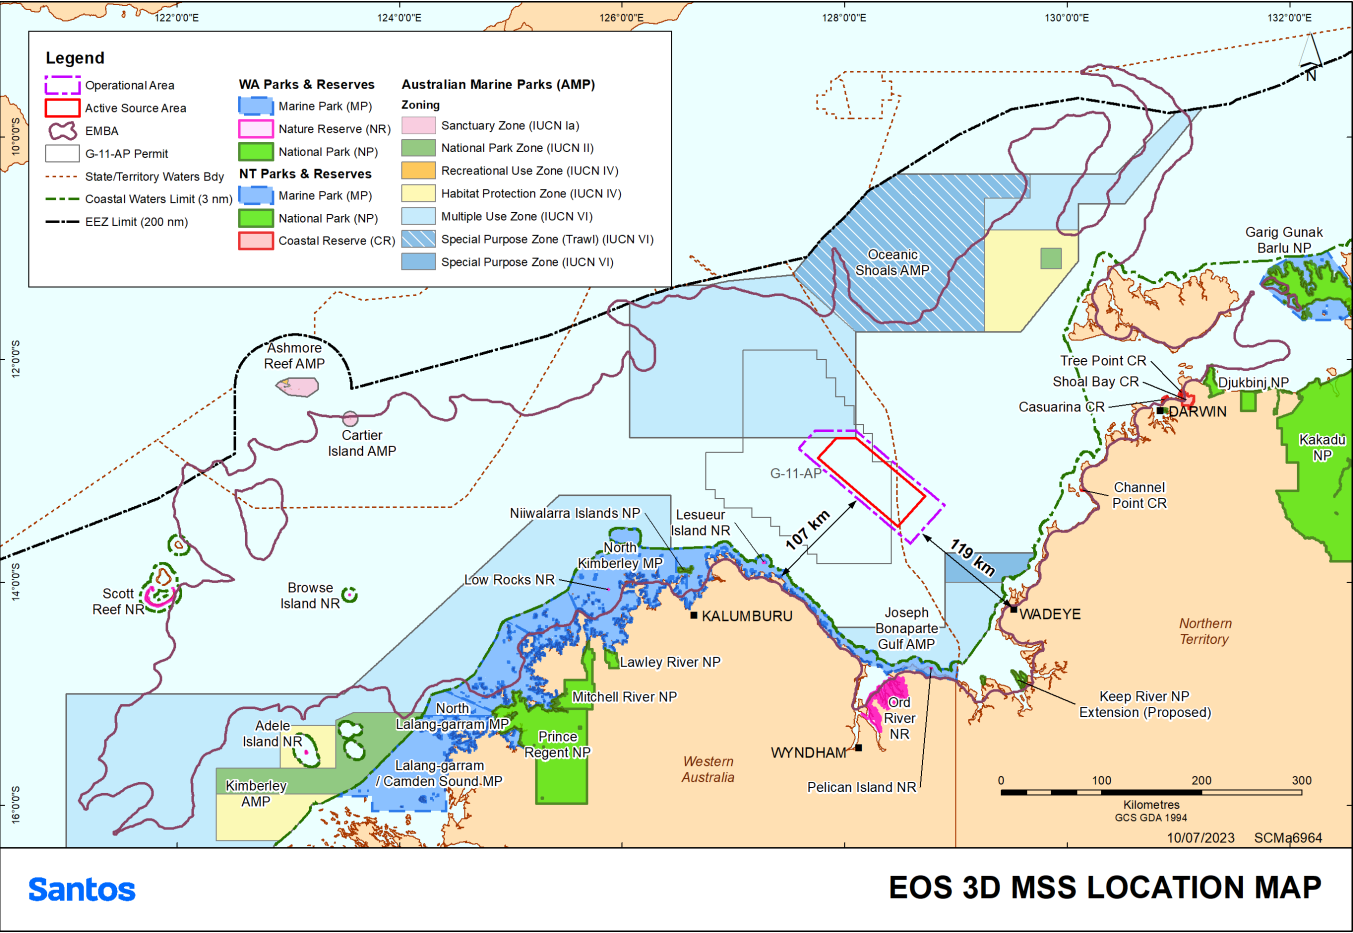 122°0'0"E
124°0'0"E
126°0'0"E
128°0'0"E
130°0'0"E
132°0'0"E
10°0'0"S
12°0'0"S
14°0'0"S
16°0'0"S
N
Legend
Operational Area
Active Source Area
EMBA
G-11-AP Permit
State/Territory Waters Bdy
Coastal Waters Limit (3 nm)
EEZ Limit (200 nm)
WA Parks & Reserves
Marine Park (MP)
Nature Reserve (NR)
National Park (NP)
NT Parks & Reserves
Marine Park (MP)
National Park (NP)
Coastal Reserve (CR)
Australian Marine Parks (AMP)
Zoning
Sanctuary Zone (IUCN Ia)
National Park Zone (IUCN II)
Recreational Use Zone (IUCN IV)
Habitat Protection Zone (IUCN IV)
Multiple Use Zone (IUCN VI)
Special Purpose Zone (Trawl) (IUCN VI)
Special Purpose Zone (IUCN VI)
Oceanic
Shoals AMP
Garig Gunak
Barlu NP
Ashmore
Reef AMP
Cartier
Island AMP
Tree Point CR
Shoal Bay CR
Casuarina CR
Djukbinj NP
DARWIN
Kakadu
NP
Channel
Point CR
G-11-AP
107 km
119 km
Niiwalarra Islands NP
Lesueur
Island NR
North
Kimberley MP
Low Rocks NR
Scott
Reef NR
Browse
Island NR
KALUMBURU
Joseph
Bonaparte
Gulf AMP
WADEYE
Northern
Territory
Lawley River NP
Mitchell River NP
Keep River NP
Extension (Proposed)
North
Lalang-garram MP
Adele
Island NR
Prince
Regent NP
Ord
River
NR
WYNDHAM
Western
Australia
Lalang-garram
/ Camden Sound MP
Kimberley
AMP
Pelican Island NR
0
100
200
300
Kilometres
GCS GDA 1994
10/07/2023
SCMa6964
Santos
EOS 3D MSS LOCATION MAP